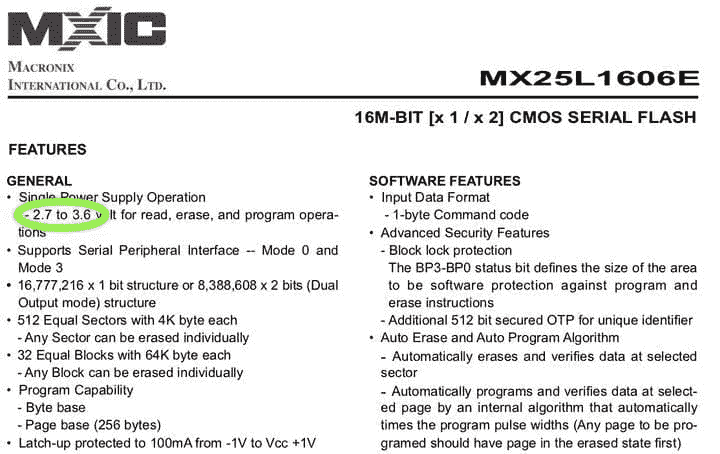 MXIC
MACRONIX
INTERNATIONAL CO., LTD.
MX25L1606E
16M-BIT [x 1 / x 2] CMOS SERIAL FLASH
FEATURES
GENERAL
• Single Power Supply Operation
- 2.7 to 3.6 volt for read, erase, and program opera-
tions
• Supports Serial Peripheral Interface -- Mode 0 and
Mode 3
• 16,777,216 x 1 bit structure or 8,388,608 x 2 bits (Dual
Output mode) structure
• 512 Equal Sectors with 4K byte each
- Any Sector can be erased individually
• 32 Equal Blocks with 64K byte each
- Any Block can be erased individually
• Program Capability
- Byte base
- Page base (256 bytes)
• Latch-up protected to 100mA from -1V to Vcc +1V
SOFTWARE FEATURES
• Input Data Format
- 1-byte Command code
• Advanced Security Features
- Block lock protection
The BP3-BP0 status bit defines the size of the area
to be software protection against program and
erase instructions
- Additional 512 bit secured OTP for unique identifier
• Auto Erase and Auto Program Algorithm
- Automatically erases and verifies data at selected
sector
- Automatically programs and verifies data at select-
ed page by an internal algorithm that automatically
times the program pulse widths (Any page to be pro-
gramed should have page in the erased state first)